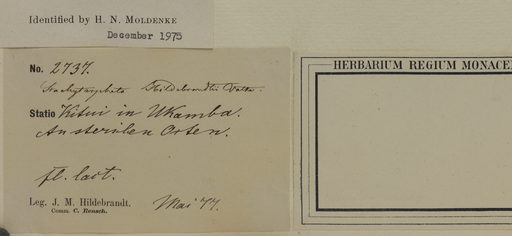 Identified by H. N. MOLDENKE
December 1975
No. 2737.
Stachytarpheta Hildebrandtii Vatke.
Statio Kitui in Ukamba.
An sterilen Orten.
fl. laet.
Leg. J. M. Hildebrandt.
Mai 77.
Comm. C. Rensch.
HERBARIUM REGIUM MONACE